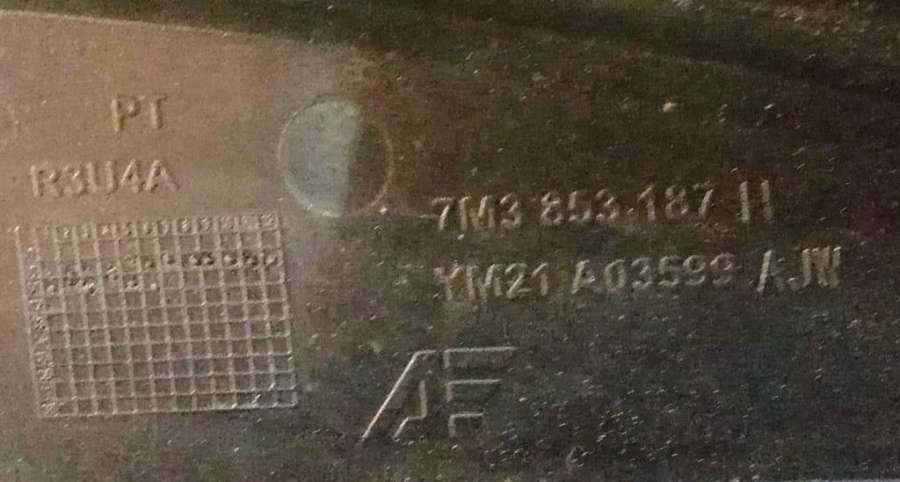 PT
R3U4A
7M3 853 187 H
YM21 A03599 AJW
AF